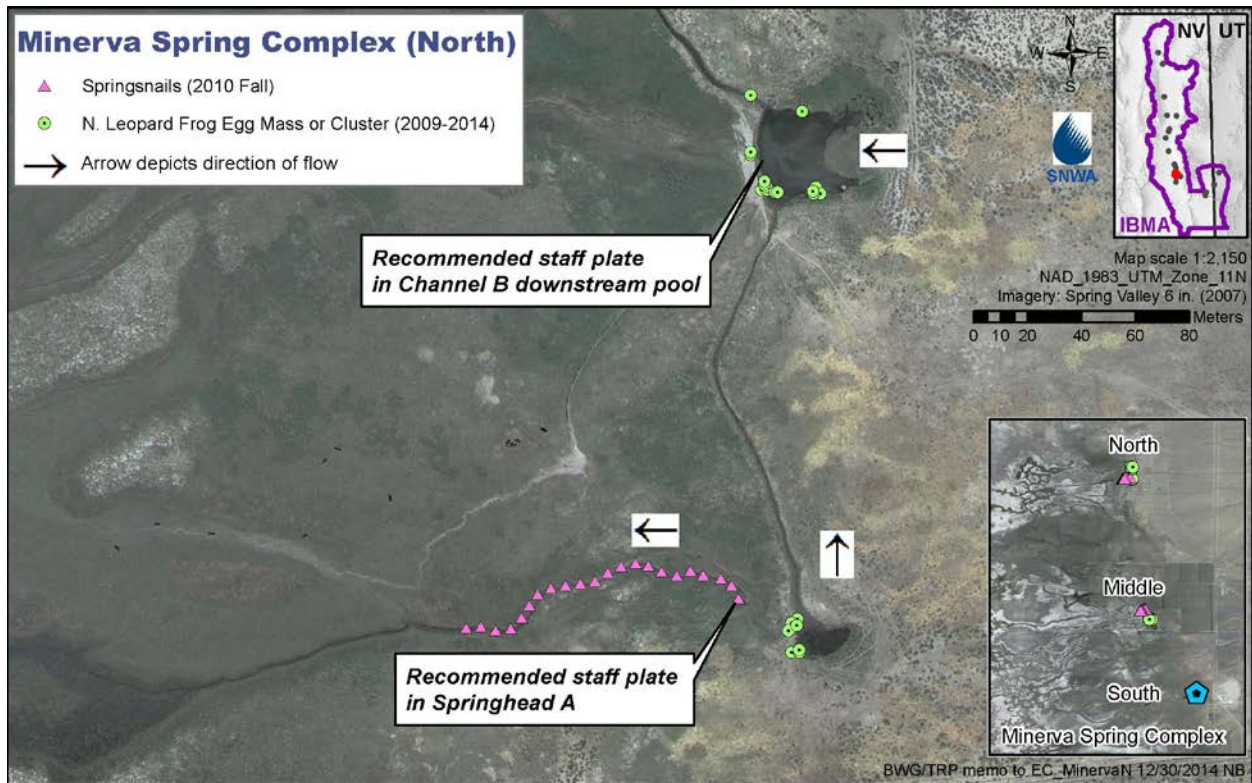 Minerva Spring Complex (North)
Springsnails (2010 Fall)
N. Leopard Frog Egg Mass or Cluster (2009-2014)
Arrow depicts direction of flow
N
W E
S
SNWA
NV UT
IBMA
Map scale 1:2,150
NAD_1983_UTM_Zone_11N
Imagery: Spring Valley 6 in. (2007)
Meters
0 10 20 40 60 80
Recommended staff plate
in Channel B downstream pool
Recommended staff plate
in Springhead A
North
Middle
South
Minerva Spring Complex
BWG/TRP memo to EC_MinervaN 12/30/2014 NB